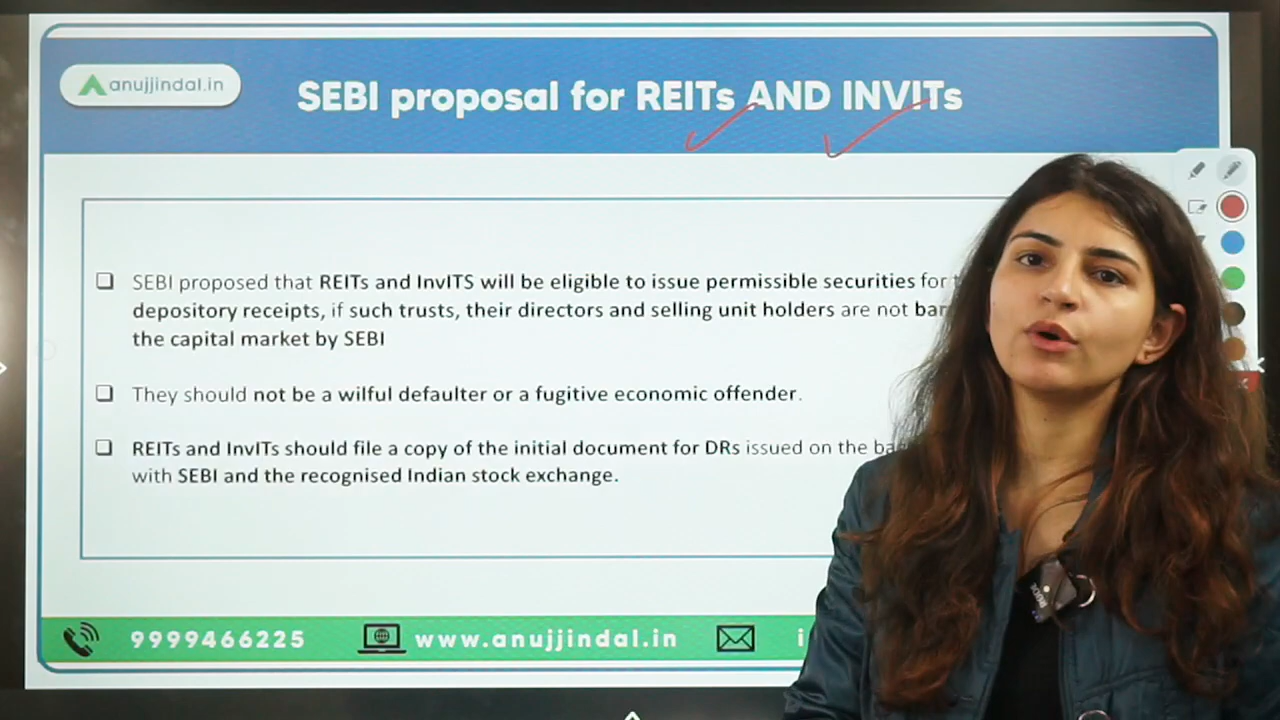 anujjindal.in
SEBI proposal for REITs AND INVITs
SEBI proposed that REITs and InvITS will be eligible to issue permissible securities for
depository receipts, if such trusts, their directors and selling unit holders are not
the capital market by SEBI
They should not be a wilful defaulter or a fugitive economic offender.
REITs and InvITs should file a copy of the initial document for DRs issued on the
with SEBI and the recognised Indian stock exchange.
9999466225 www.anujjindal.in